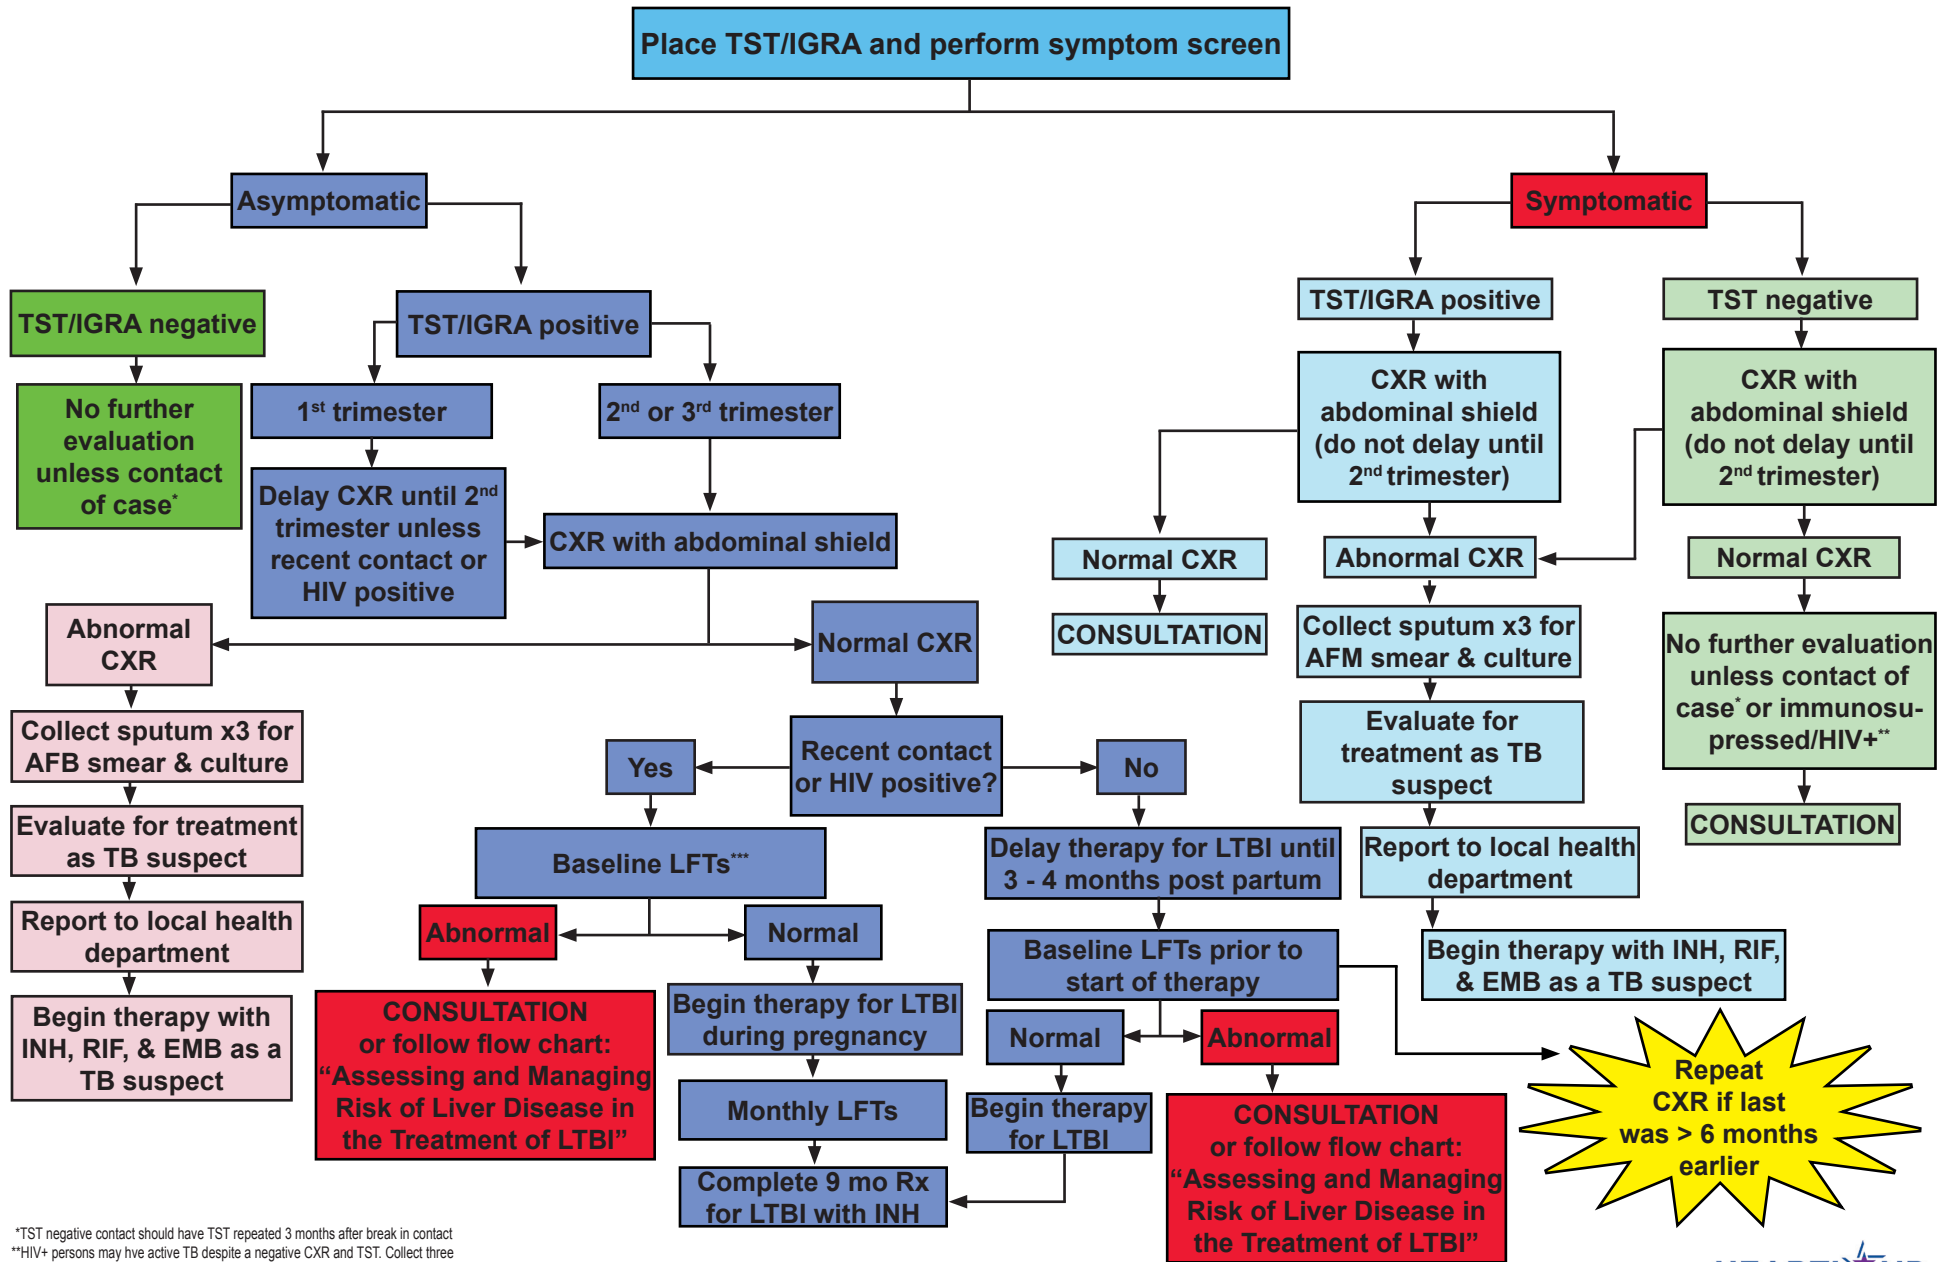 Place TST/IGRA and perform symptom screen
Asymptomatic
Symptomatic
TST/IGRA negative
TST/IGRA positive
TST/IGRA positive
TST negative
No further
evaluation
unless contact
of case*
1st trimester
2nd or 3rd trimester
CXR with
abdominal shield
(do not delay until
2nd trimester)
CXR with
abdominal shield
(do not delay until
2nd trimester)
Delay CXR until 2nd
trimester unless
recent contact or
HIV positive
CXR with abdominal shield
Normal CXR
Abnormal CXR
Normal CXR
Abnormal
CXR
Normal CXR
CONSULTATION
Collect sputum x3 for
AFM smear & culture
No further evaluation
unless contact of
case* or immunosu-
pressed/HIV+**
Collect sputum x3 for
AFB smear & culture
Yes
Recent contact
or HIV positive?
No
Evaluate for
treatment as TB
suspect
CONSULTATION
Evaluate for treatment
as TB suspect
Baseline LFTs***
Delay therapy for LTBI until
3 - 4 months post partum
Report to local health
department
Report to local health
department
Abnormal
Normal
Baseline LFTs prior to
start of therapy
Begin therapy with INH, RIF,
& EMB as a TB suspect
Begin therapy with
INH, RIF, & EMB as a
TB suspect
CONSULTATION
or follow flow chart:
“Assessing and Managing
Risk of Liver Disease in
the Treatment of LTBI”
Begin therapy for LTBI
during pregnancy
Normal
Abnormal
Repeat
CXR if last
was > 6 months
earlier
Monthly LFTs
Begin therapy
for LTBI
CONSULTATION
or follow flow chart:
“Assessing and Managing
Risk of Liver Disease in
the Treatment of LTBI”
Complete 9 mo Rx
for LTBI with INH
*TST negative contact should have TST repeated 3 months after break in contact
**HIV+ persons may hve active TB despite a negative CXR and TST. Collect three